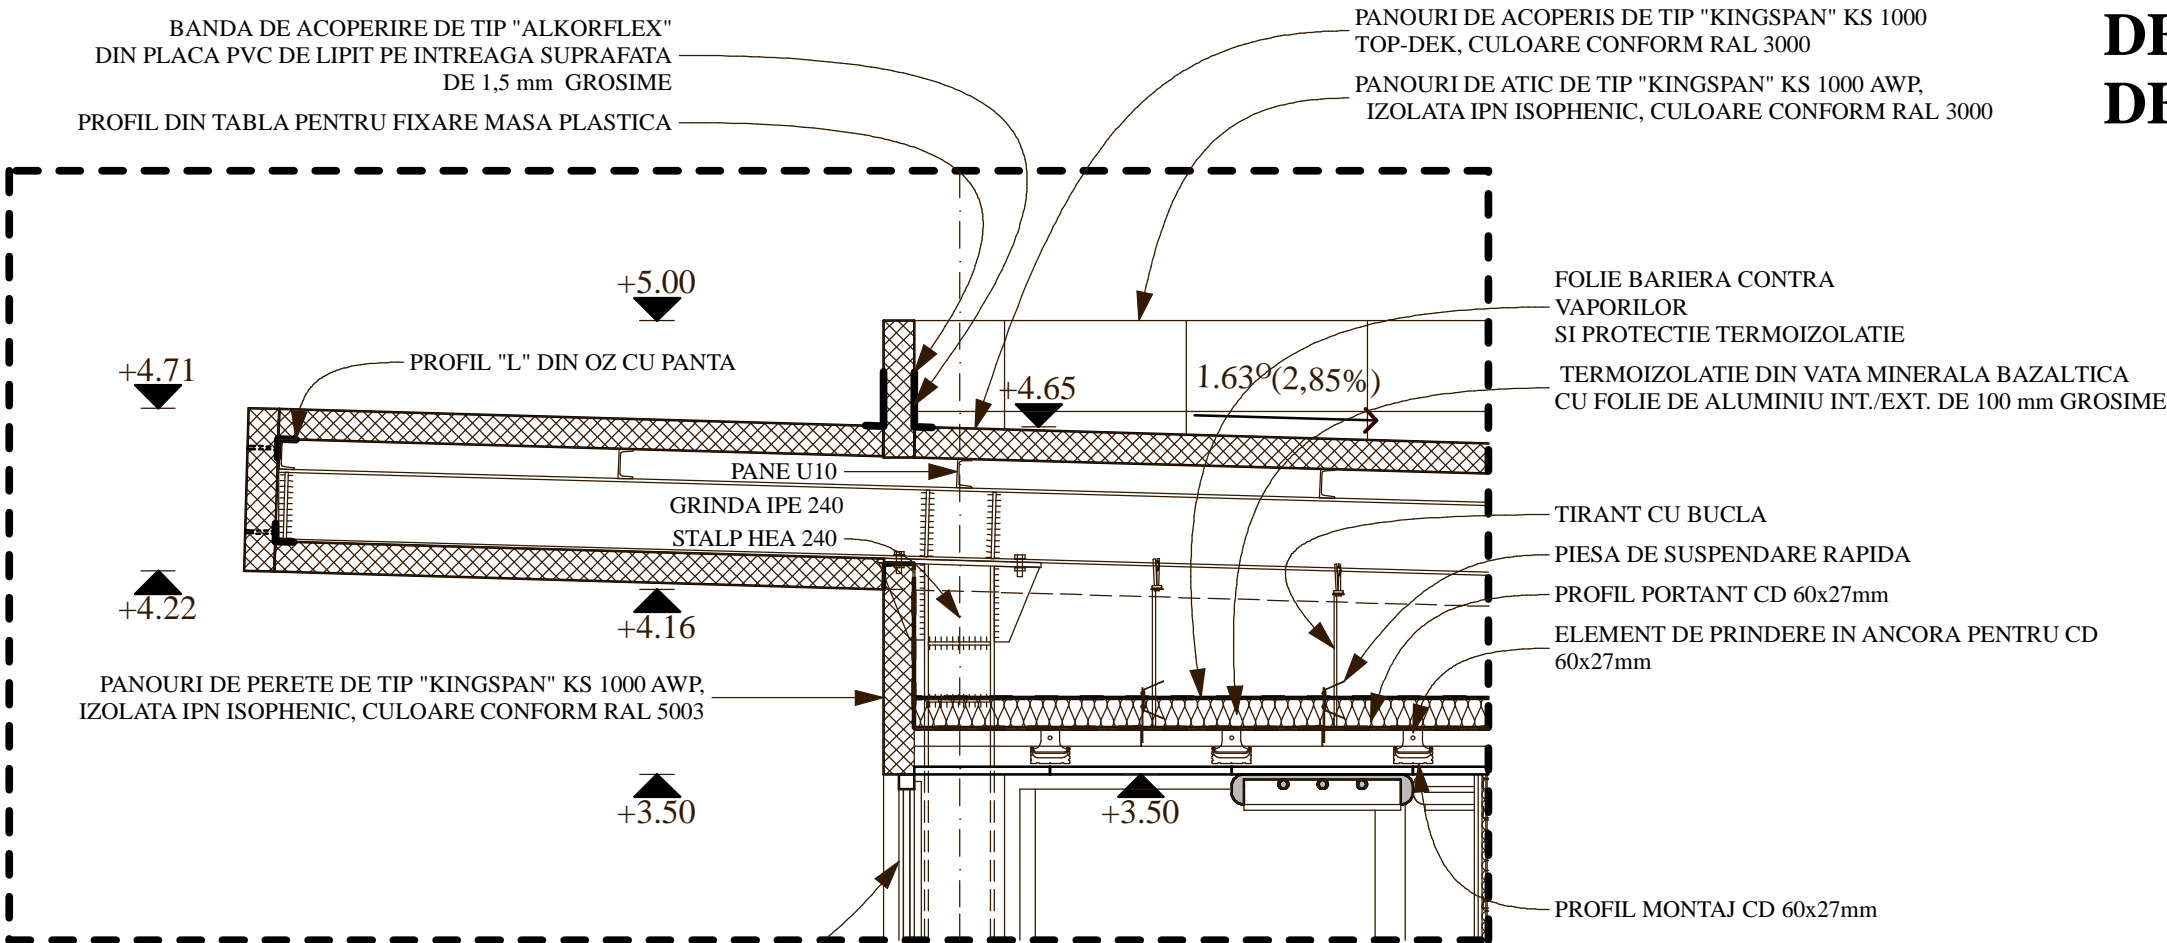 BANDA DE ACOPERIRE DE TIP "ALKORFLEX"
DIN PLACA PVC DE LIPIT PE INTREAGA SUPRAFATA
DE 1,5 mm GROSIME
PROFIL DIN TABLA PENTRU FIXARE MASA PLASTICA
PANOURI DE ACOPERIS DE TIP "KINGSPAN" KS 1000
TOP-DEK, CULOARE CONFORM RAL 3000
PANOURI DE ATIC DE TIP "KINGSPAN" KS 1000 AWP,
IZOLATA IPN ISOPHENIC, CULOARE CONFORM RAL 3000
+5.00
+4.71
PROFIL "L" DIN OZ CU PANTA
+4.65
1.63°(2,85%)
FOLIE BARIERA CONTRA
VAPORILOR
SI PROTECTIE TERMOIZOLATIE
TERMOIZOLATIE DIN VATA MINERALA BAZALTICA
CU FOLIE DE ALUMINIU INT./EXT. DE 100 mm GROSIME
PANE U10
GRINDA IPE 240
STALP HEA 240
TIRANT CU BUCLA
PIESA DE SUSPENDARE RAPIDA
PROFIL PORTANT CD 60x27mm
ELEMENT DE PRINDERE IN ANCORA PENTRU CD
60x27mm
+4.22
+4.16
PANOURI DE PERETE DE TIP "KINGSPAN" KS 1000 AWP,
IZOLATA IPN ISOPHENIC, CULOARE CONFORM RAL 5003
+3.50
+3.50
PROFIL MONTAJ CD 60x27mm